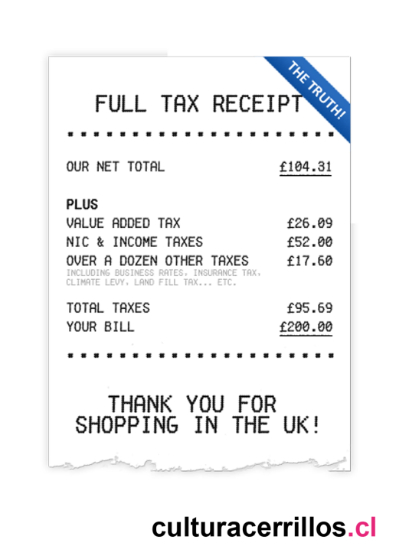 THE TRUTH!
FULL TAX RECEIPT
OUR NET TOTAL £104.31
PLUS
VALUE ADDED TAX £26.09
NIC & INCOME TAXES £52.00
OVER A DOZEN OTHER TAXES £17.60
INCLUDING BUSINESS RATES, INSURANCE TAX,
CLIMATE LEVY, LAND FILL TAX... ETC.
TOTAL TAXES £95.69
YOUR BILL £200.00
THANK YOU FOR
SHOPPING IN THE UK!
culturacerrillos.cl